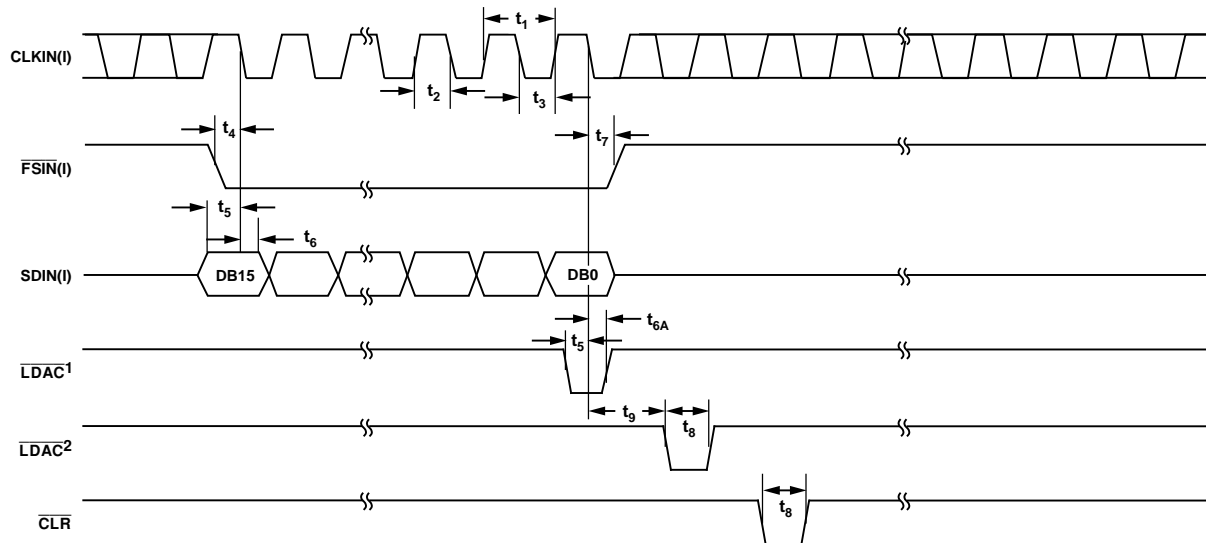 t1
CLKIN(I)
t2
t3
t4
t7
FSIN(I)
t5
t6
SDIN(I)
DB15
DB0
t6A
t5
LDAC1
t9
t8
LDAC2
t8
CLR